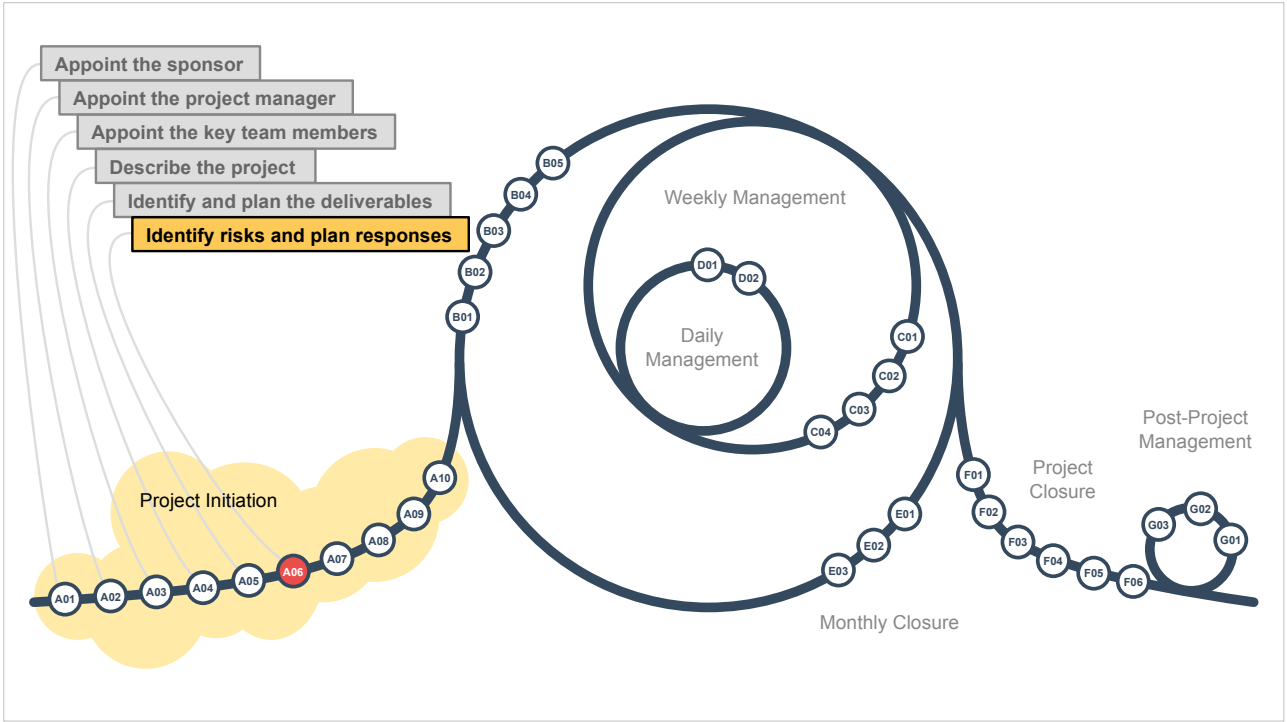 Appoint the sponsor
Appoint the project manager
Appoint the key team members
Describe the project
Identify and plan the deliverables
Identify risks and plan responses
B05
B04
B03
B02
B01
Weekly Management
D01
D02
Daily
Management
C01
C02
C03
C04
Project Initiation
A01
A02
A03
A04
A05
A06
A07
A08
A09
A10
E01
E02
E03
Monthly Closure
F01
F02
F03
F04
F05
F06
Project
Closure
Post-Project
Management
G03
G02
G01